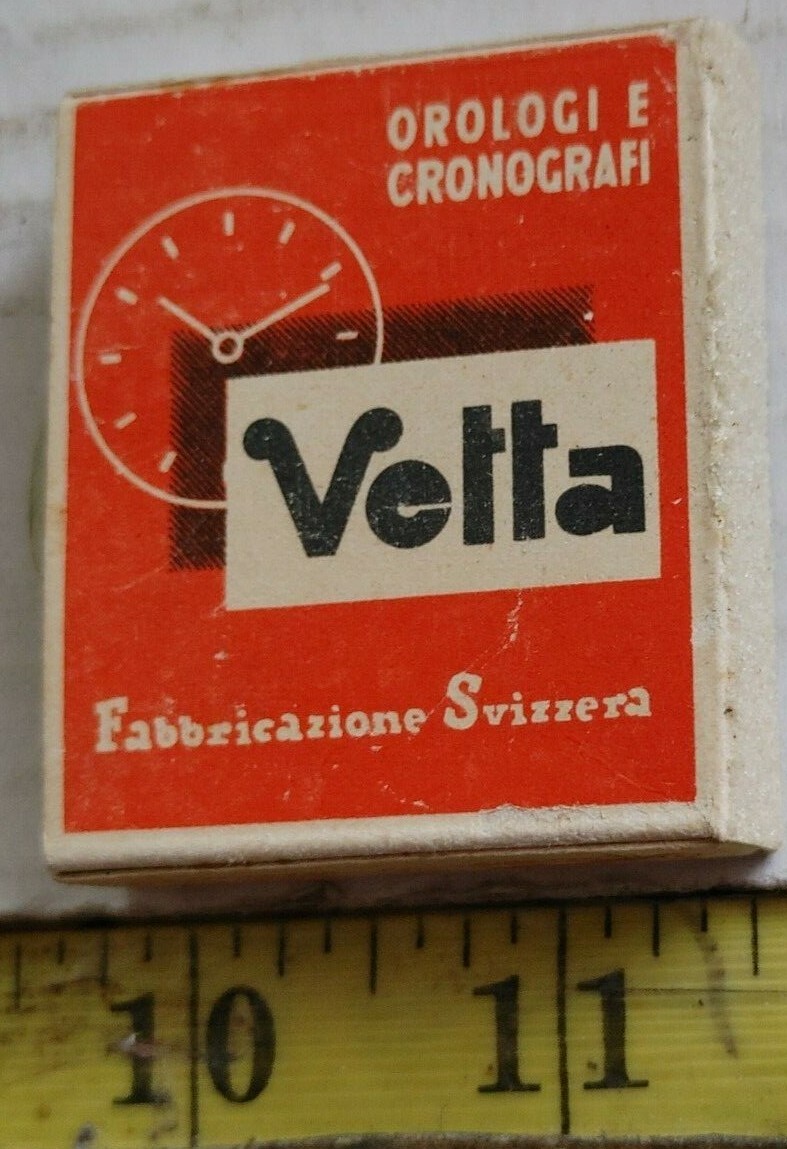 OROLOGI E
CRONOGRAFI
Vetta
Fabbricazione Svizzera
10 11